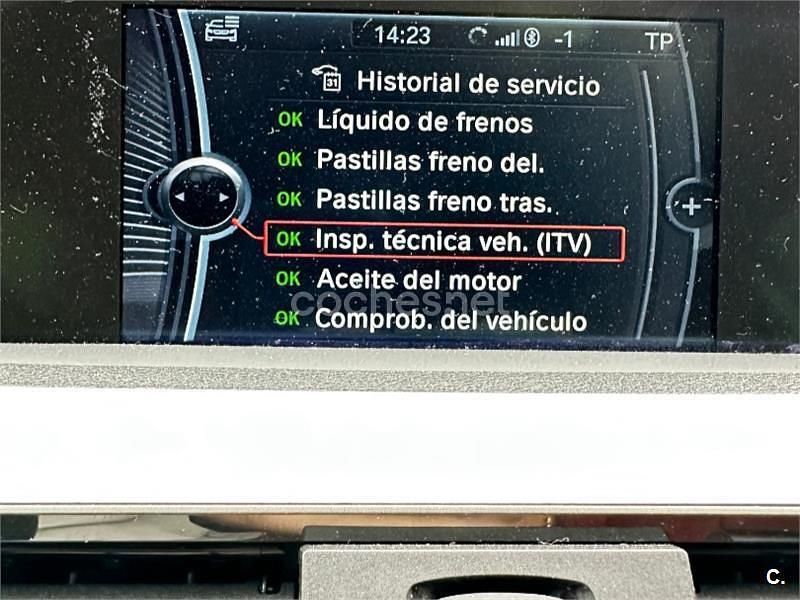 14:23 -1 TP
31 Historial de servicio
OK Líquido de frenos
OK Pastillas freno del.
OK Pastillas freno tras.
OK Insp. técnica veh. (ITV)
OK Aceite del motor
cochesnet
OK Comprob. del vehículo
C.